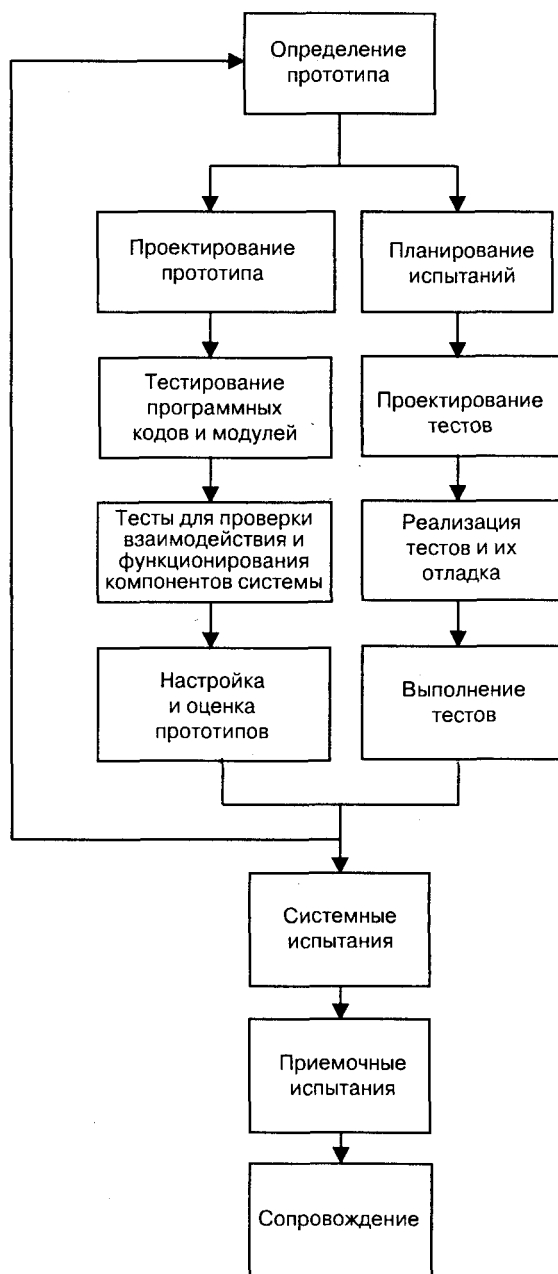 Определение
прототипа
Проектирование
прототипа
Планирование
испытаний
Тестирование
программных
кодов и модулей
Проектирование
тестов
Тесты для проверки
взаимодействия и
функционирования
компонентов системы
Реализация
тестов и их
отладка
Настройка
и оценка
прототипов
Выполнение
тестов
Системные
испытания
Приемочные
испытания
Сопровождение